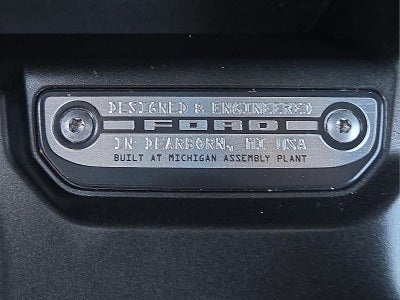 DESIGNED & ENGINEERED
FORD
IN DEARBORN, MI USA
BUILT AT MICHIGAN ASSEMBLY PLANT